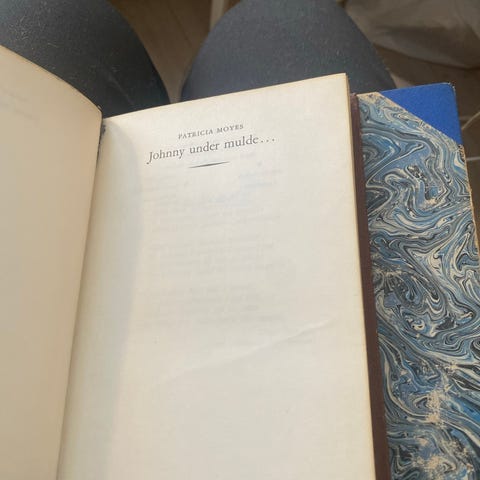 PATRICIA MOYES
Johnny under mulde...